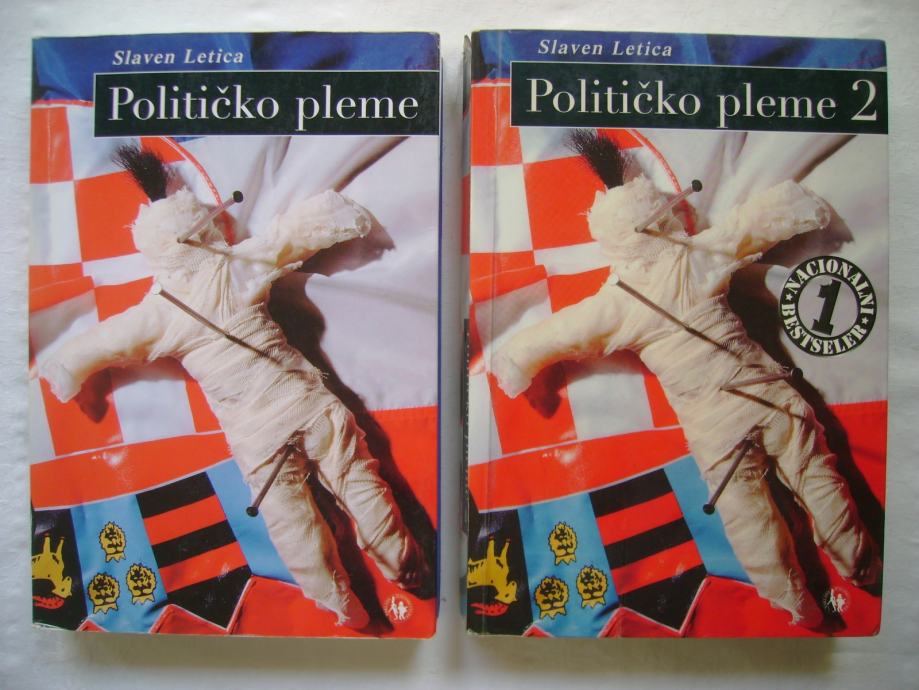 Slaven Letica
Političko pleme
Slaven Letica
Političko pleme 2
NACIONALNI
1
BESTSELER